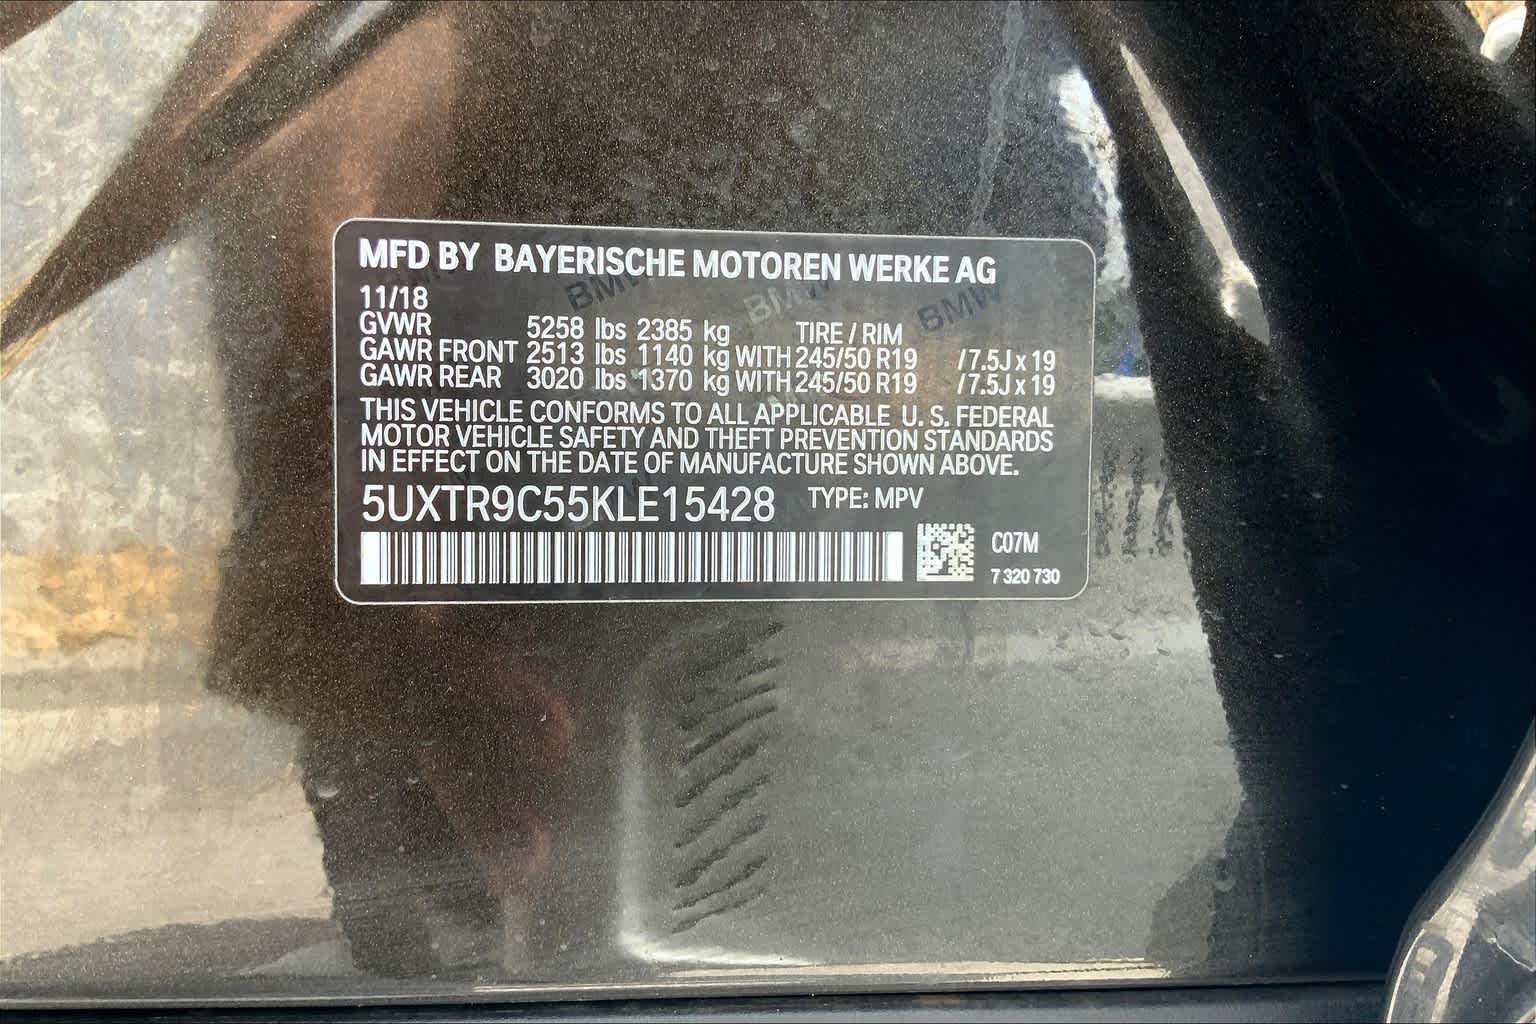 MFD BY BAYERISCHE MOTOREN WERKE AG
11/18
GVWR 5258 lbs 2385 kg TIRE / RIM
GAWR FRONT 2513 lbs 1140 kg WITH 245/50 R19 /7.5J x 19
GAWR REAR 3020 lbs 1370 kg WITH 245/50 R19 /7.5J x 19
THIS VEHICLE CONFORMS TO ALL APPLICABLE U. S. FEDERAL
MOTOR VEHICLE SAFETY AND THEFT PREVENTION STANDARDS
IN EFFECT ON THE DATE OF MANUFACTURE SHOWN ABOVE.
5UXTR9C55KLE15428 TYPE: MPV
C07M
7 320 730
BMW BMW BMW